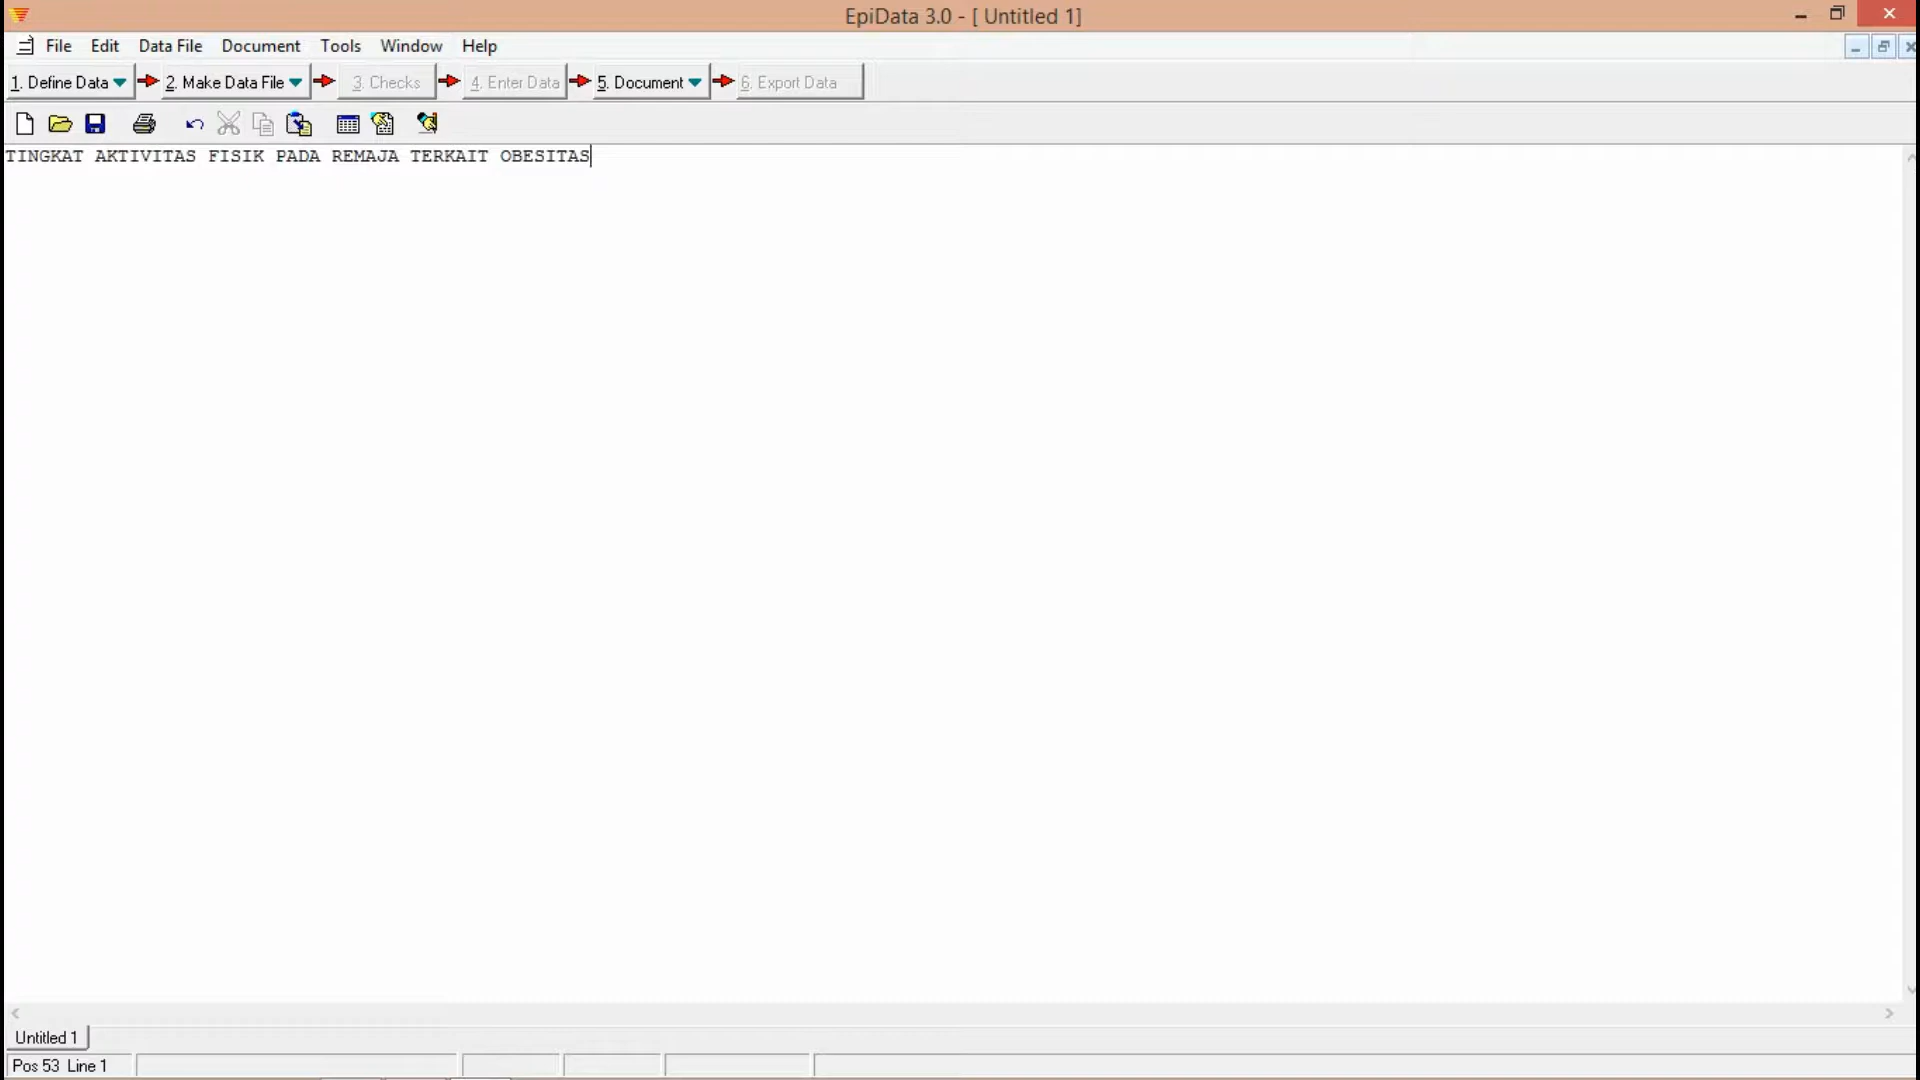 EpiData 3.0 - [ Untitled 1]
File Edit Data File Document Tools Window Help
1. Define Data 2. Make Data File 3. Checks 4. Enter Data 5. Document 6. Export Data
TINGKAT AKTIVITAS FISIK PADA REMAJA TERKAIT OBESITAS
Untitled 1
Pos 53 Line 1